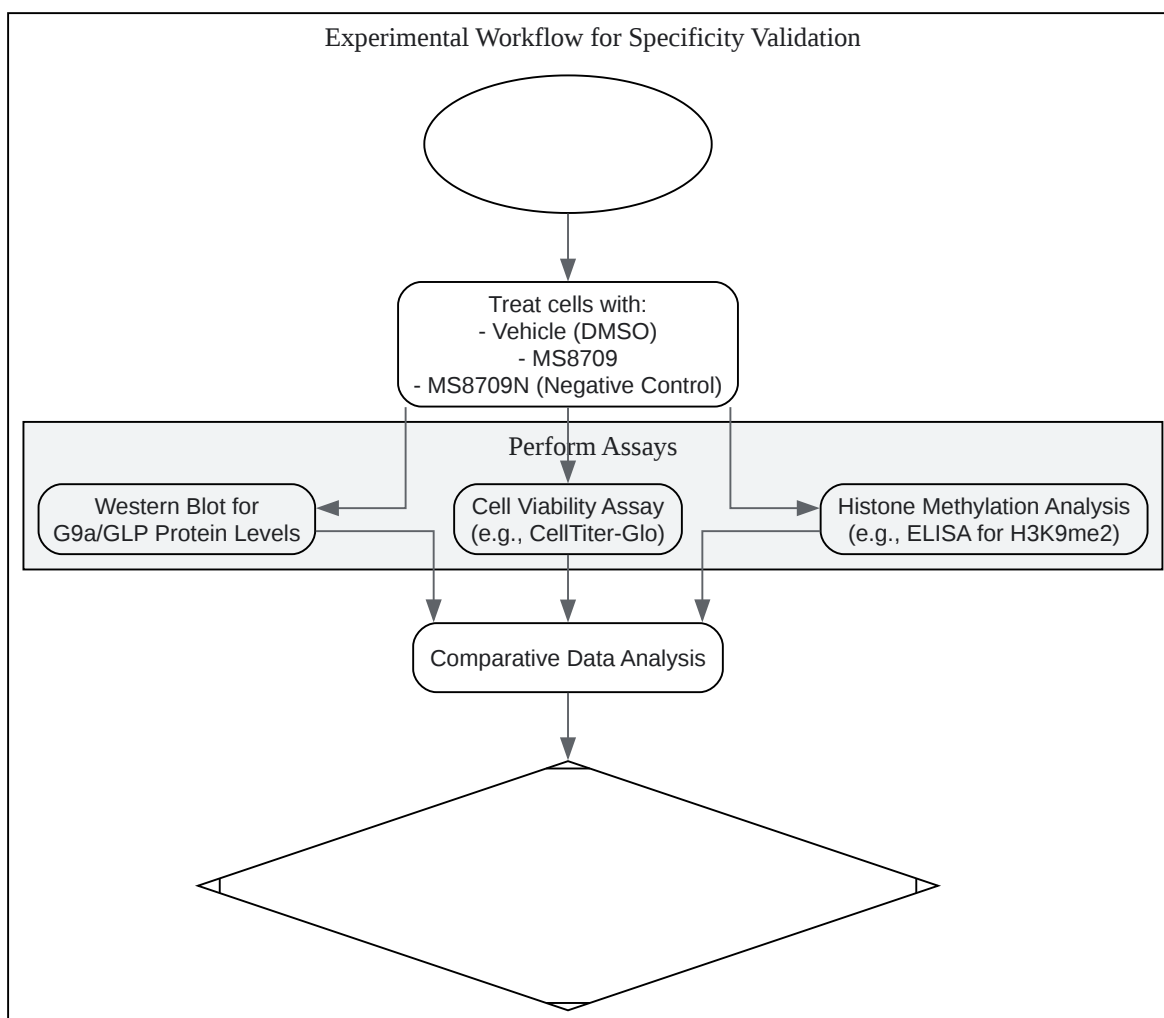 Experimental Workflow for Specificity Validation
Treat cells with:
- Vehicle (DMSO)
- MS8709
- MS8709N (Negative Control)
Perform Assays
Western Blot for
G9a/GLP Protein Levels
Cell Viability Assay
(e.g., CellTiter-Glo)
Histone Methylation Analysis
(e.g., ELISA for H3K9me2)
Comparative Data Analysis